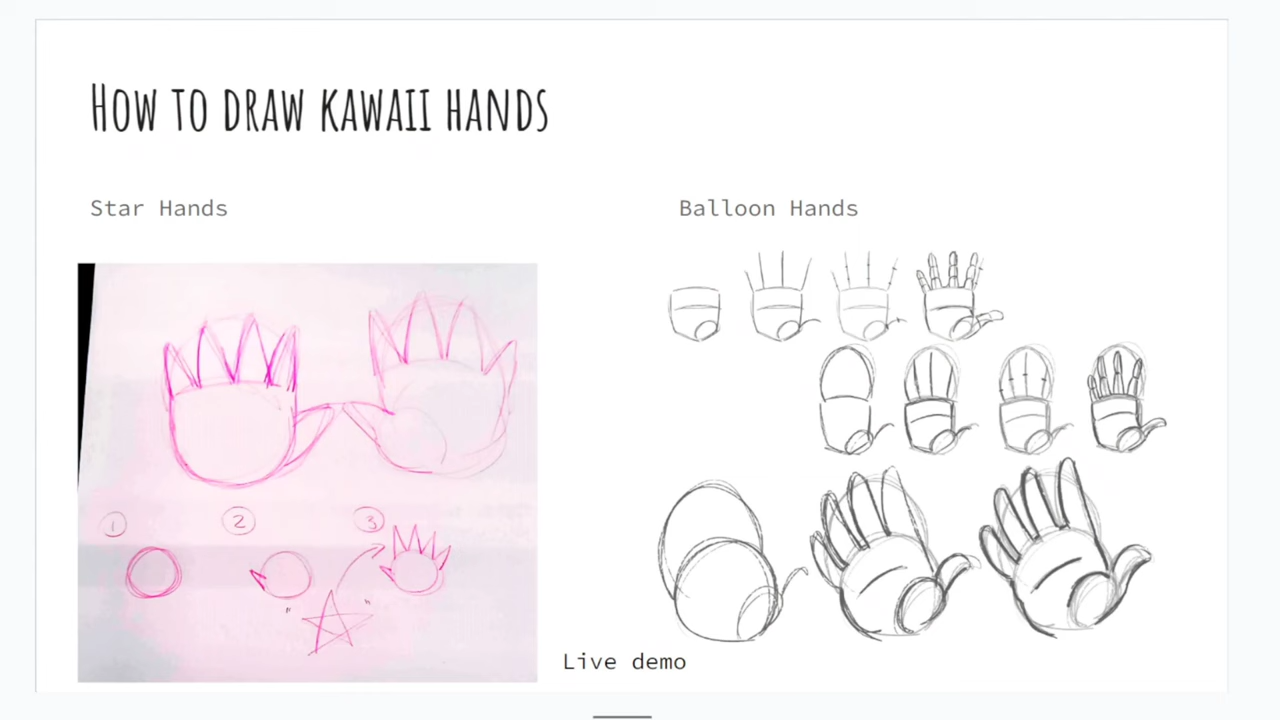 How to draw kawaii hands
Star Hands
Balloon Hands
1
2
3
" "
Live demo